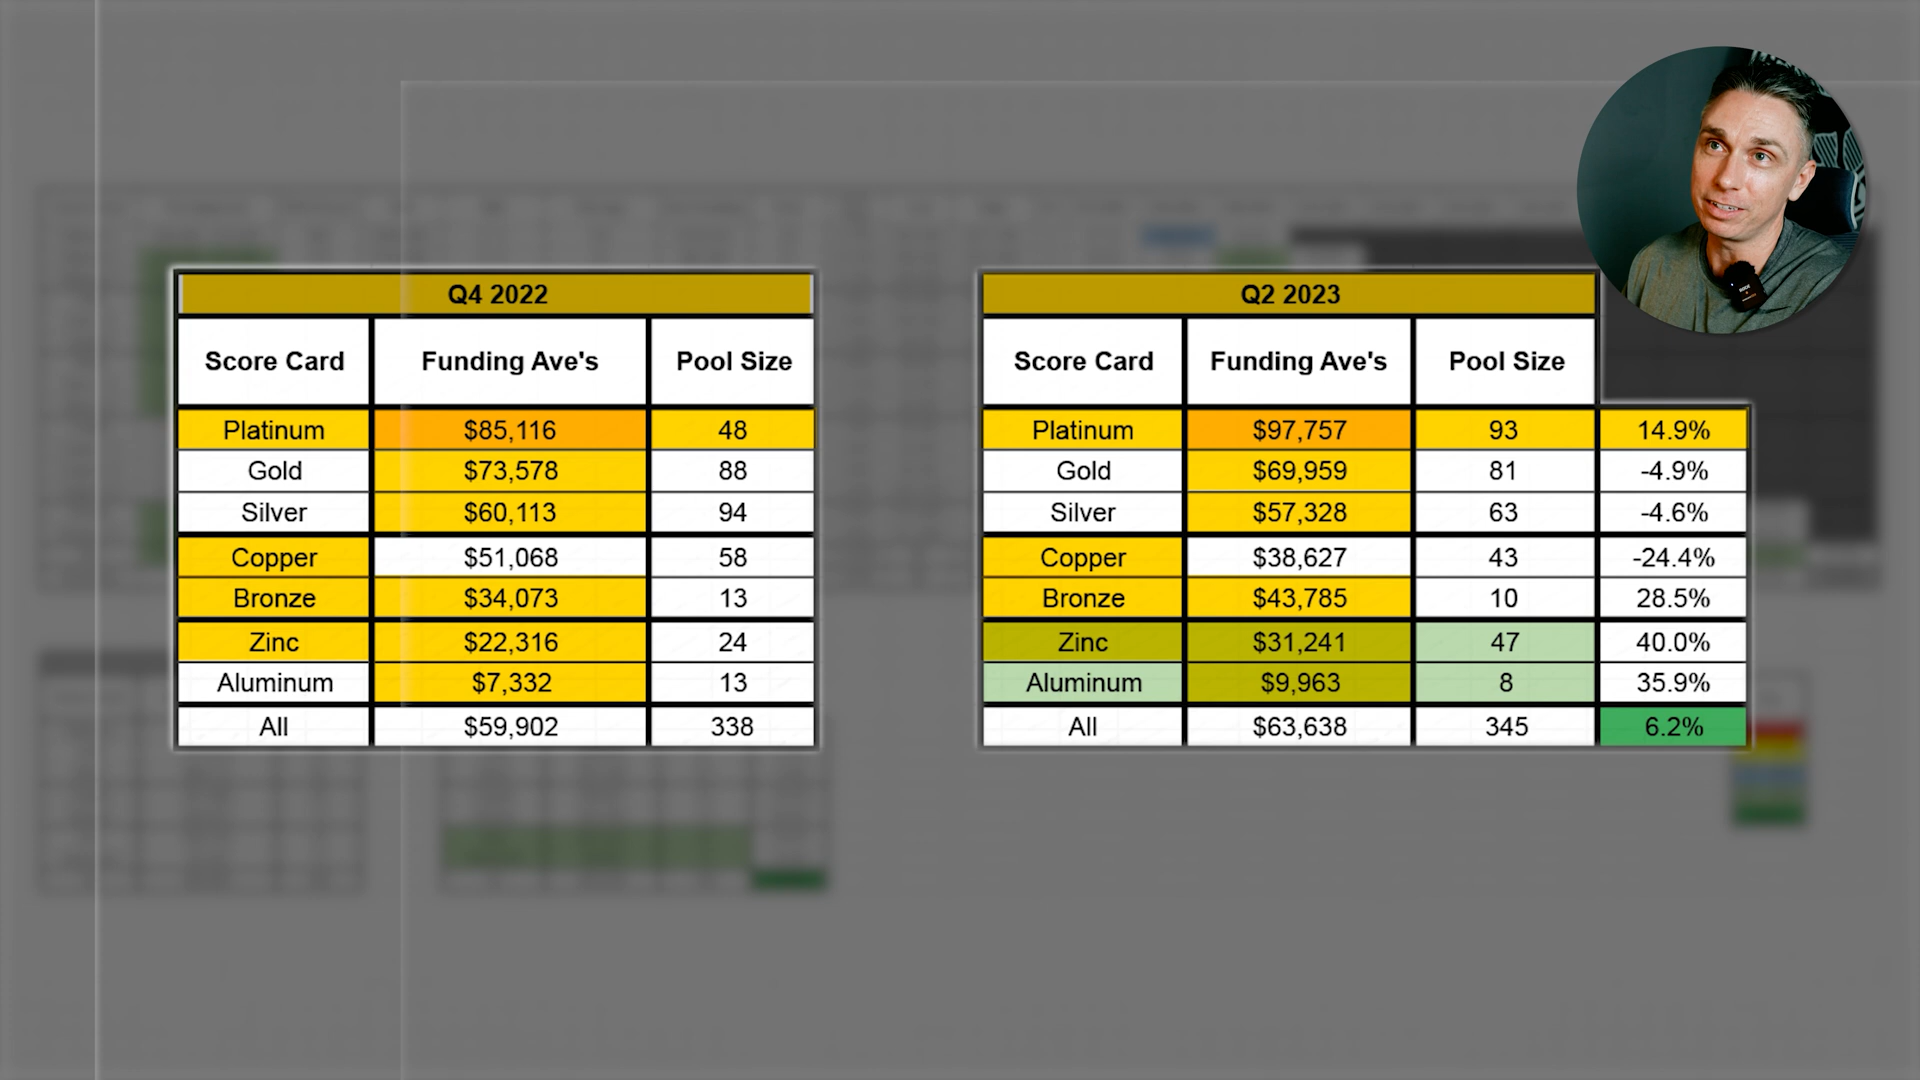 Q4 2022
Score Card Funding Ave's Pool Size
Platinum $85,116 48
Gold $73,578 88
Silver $60,113 94
Copper $51,068 58
Bronze $34,073 13
Zinc $22,316 24
Aluminum $7,332 13
All $59,902 338
Q2 2023
Score Card Funding Ave's Pool Size
Platinum $97,757 93 14.9%
Gold $69,959 81 -4.9%
Silver $57,328 63 -4.6%
Copper $38,627 43 -24.4%
Bronze $43,785 10 28.5%
Zinc $31,241 47 40.0%
Aluminum $9,963 8 35.9%
All $63,638 345 6.2%